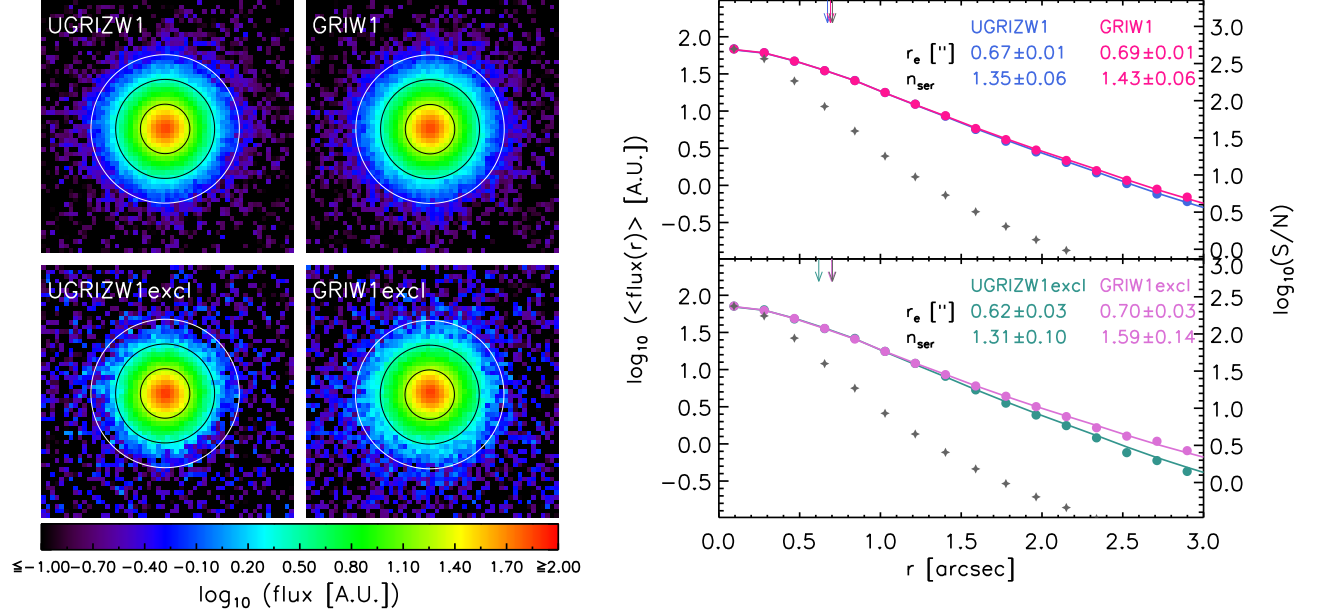 UGRIZW1
GRIW1
UGRIZW1excl
GRIW1excl
≦-1.00 -0.70 -0.40 -0.10 0.20 0.50 0.80 1.10 1.40 1.70 ≧2.00
log10 (flux [A.U.])
UGRIZW1 GRIW1
re ["] 0.67±0.01 0.69±0.01
nser 1.35±0.06 1.43±0.06
2.0
1.5
1.0
0.5
0.0
−0.5
3.0
2.5
2.0
1.5
1.0
0.5
0.0
UGRIZW1excl GRIW1excl
re ["] 0.62±0.03 0.70±0.03
nser 1.31±0.10 1.59±0.14
2.0
1.5
1.0
0.5
0.0
−0.5
3.0
2.5
2.0
1.5
1.0
0.5
0.0
log10 (<flux(r)> [A.U.])
log10(S/N)
0.0 0.5 1.0 1.5 2.0 2.5 3.0
r [arcsec]